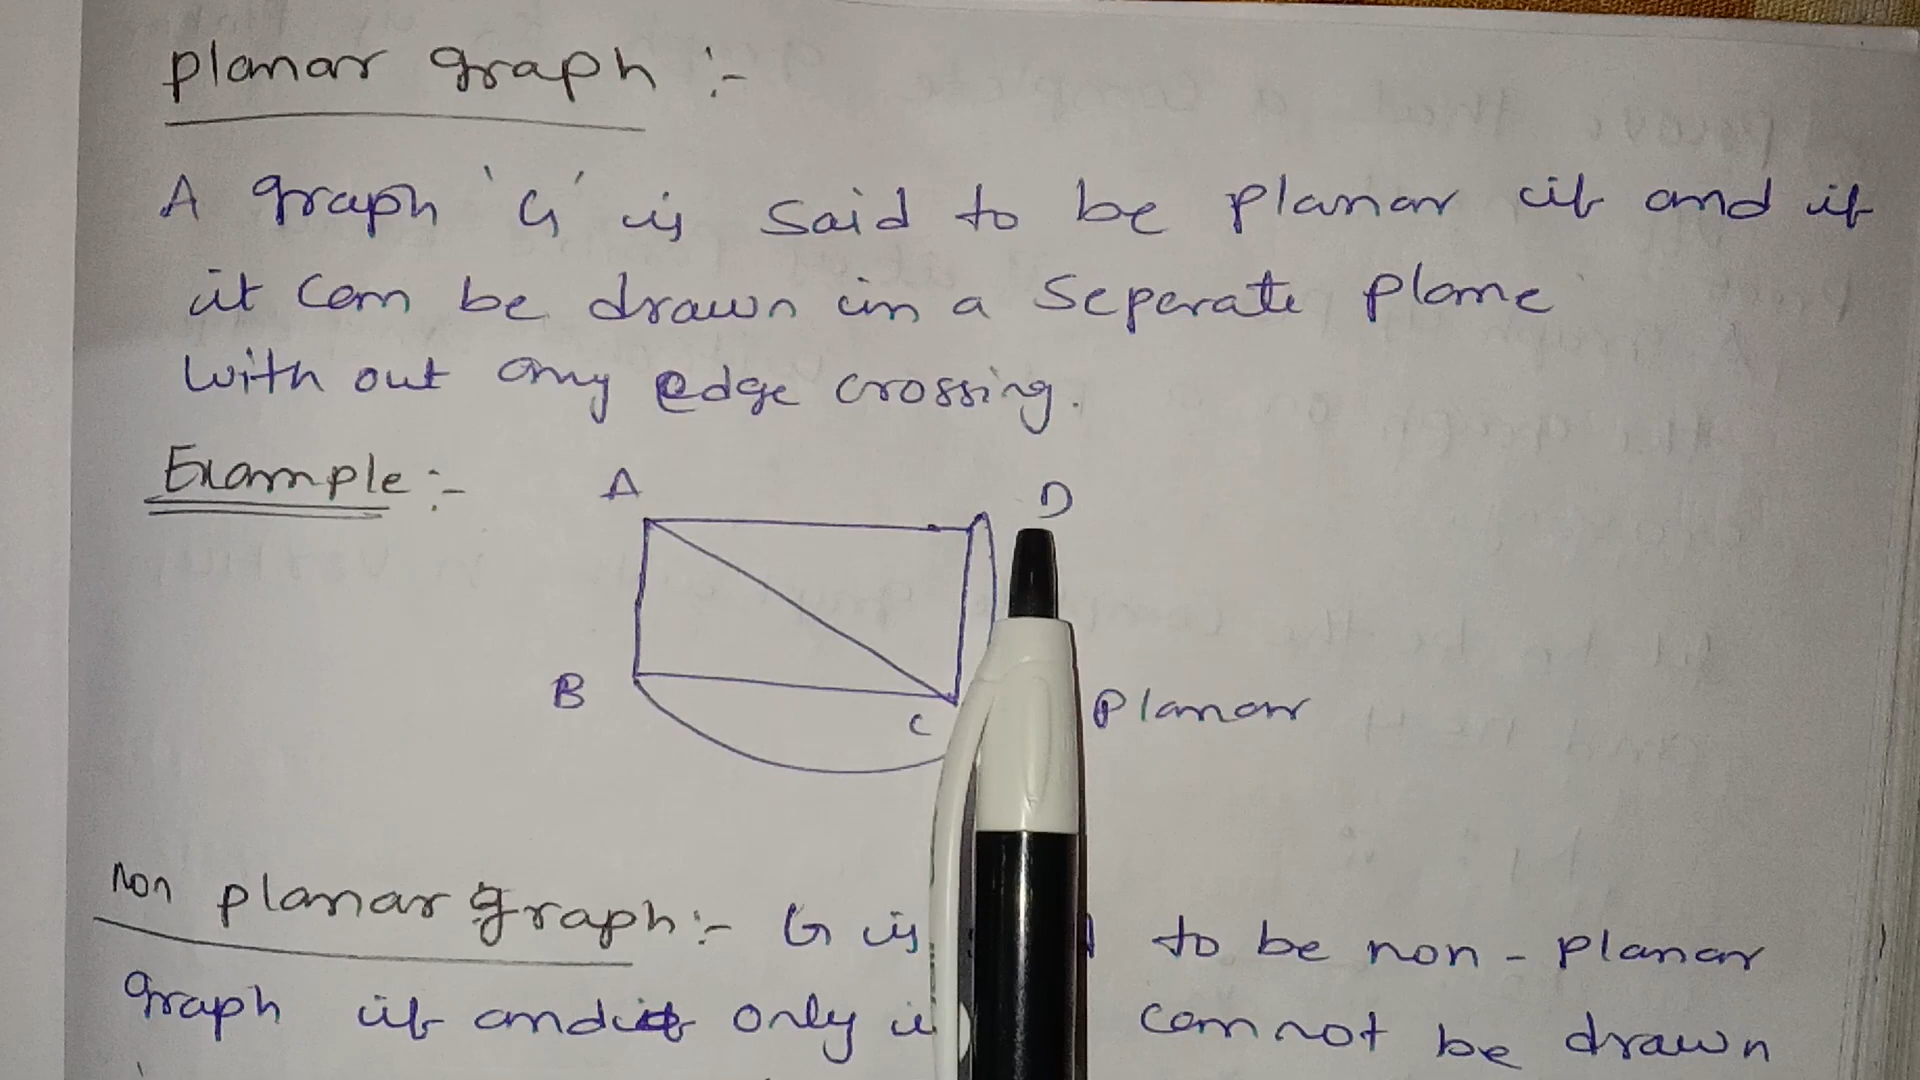 planar graph :-
A graph 'G' is said to be planar if and if
it can be drawn in a separate plane
with out any edge crossing.
Example :-
A
D
B
C
Planar
Non planar graph :- G is to be non-planar
graph if and if only cannot be drawn